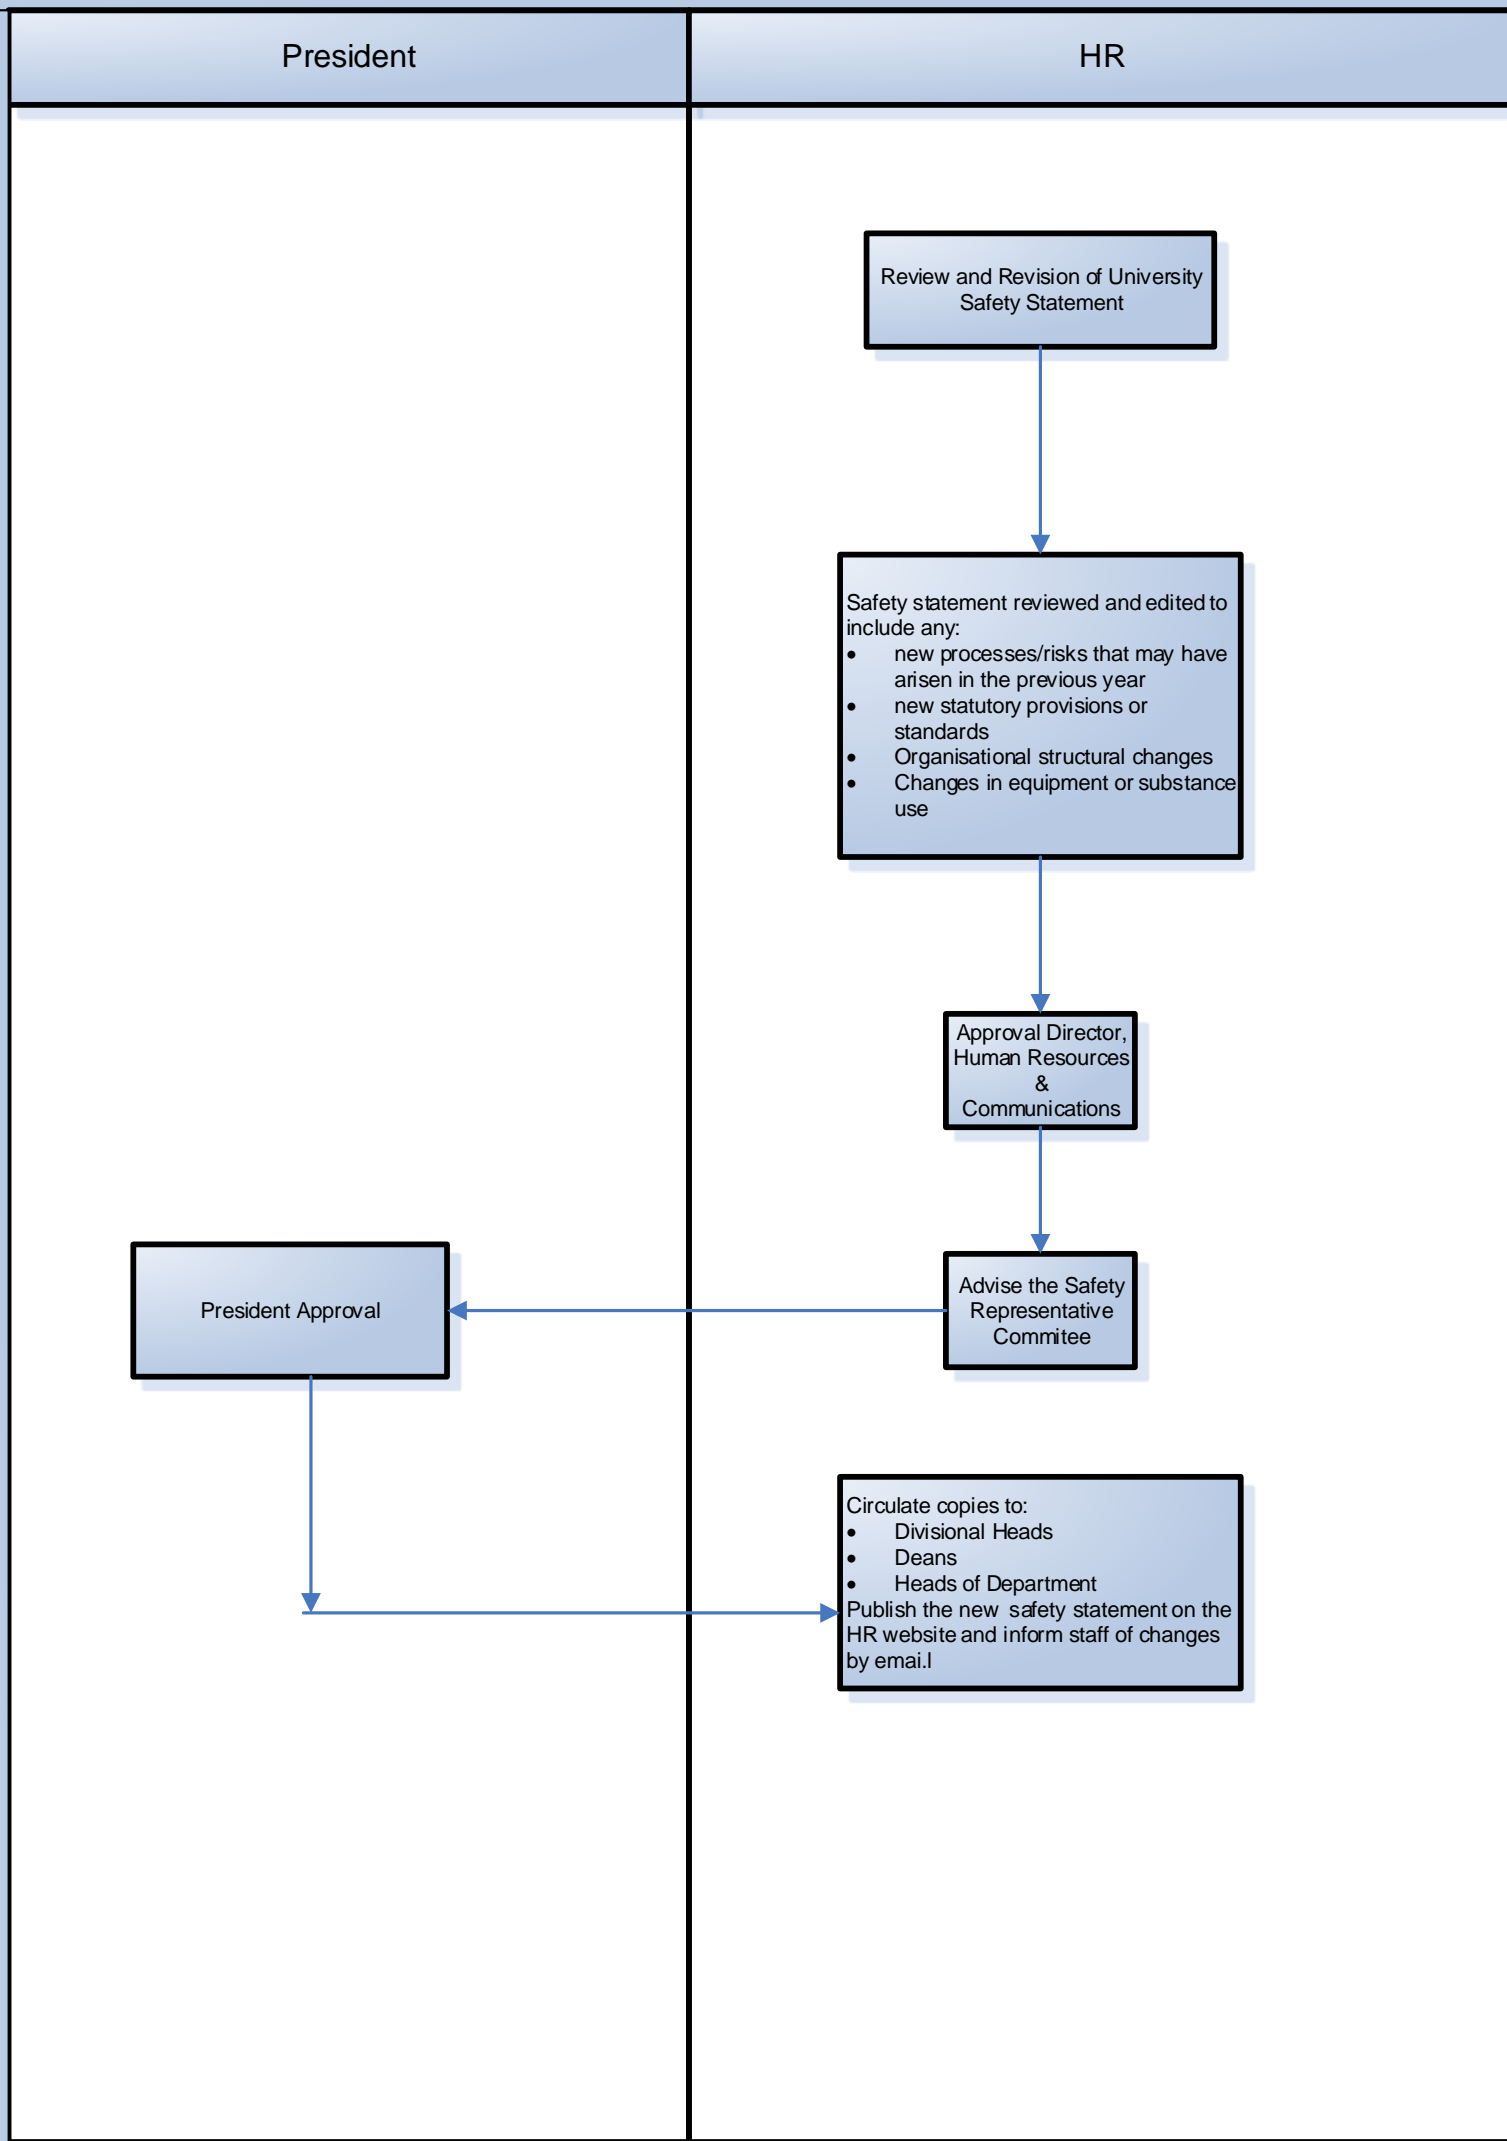 President
HR
Review and Revision of University
Safety Statement
Safety statement reviewed and edited to
include any:
• new processes/risks that may have
arisen in the previous year
• new statutory provisions or
standards
• Organisational structural changes
• Changes in equipment or substance
use
Approval Director,
Human Resources
&
Communications
Advise the Safety
Representative
Commitee
President Approval
Circulate copies to:
• Divisional Heads
• Deans
• Heads of Department
Publish the new safety statement on the
HR website and inform staff of changes
by emai.l